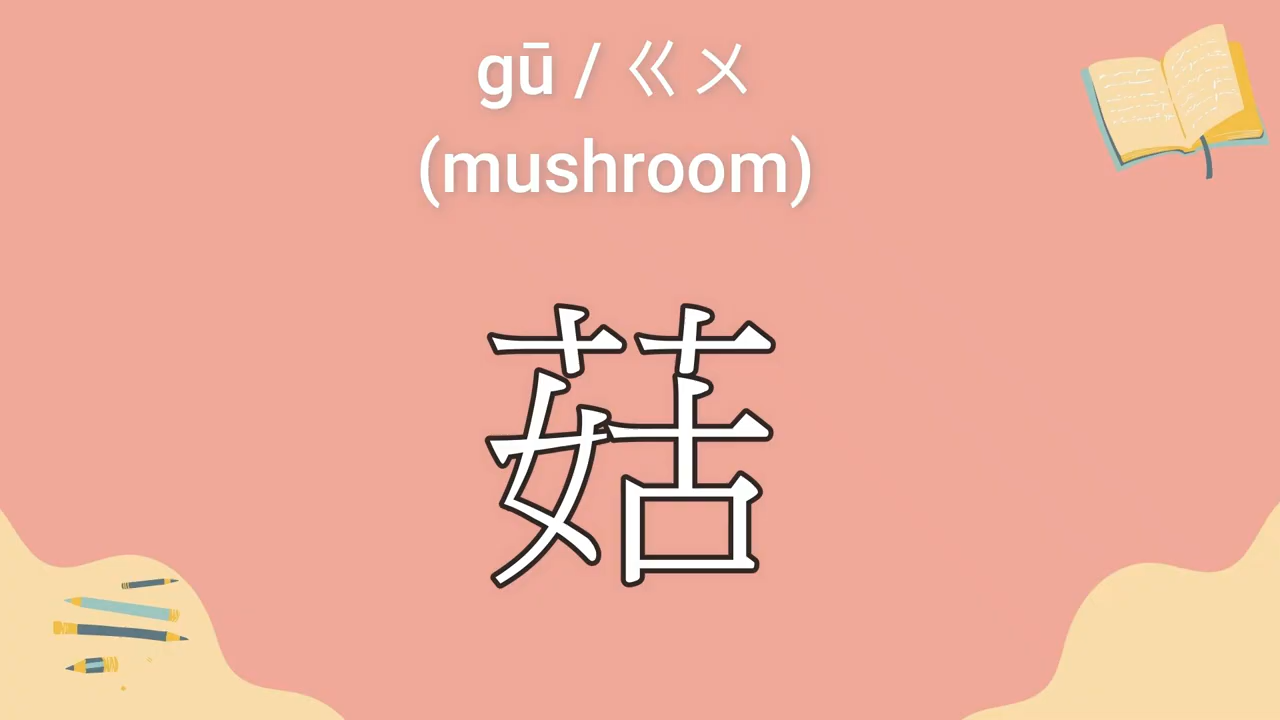 gū / ㄍㄨ
(mushroom)
菇